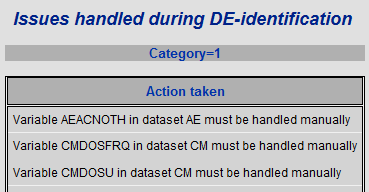 Issues handled during DE-identification
Category=1
Action taken
Variable AEACNOTH in dataset AE must be handled manually
Variable CMDOSFRQ in dataset CM must be handled manually
Variable CMDOSU in dataset CM must be handled manually